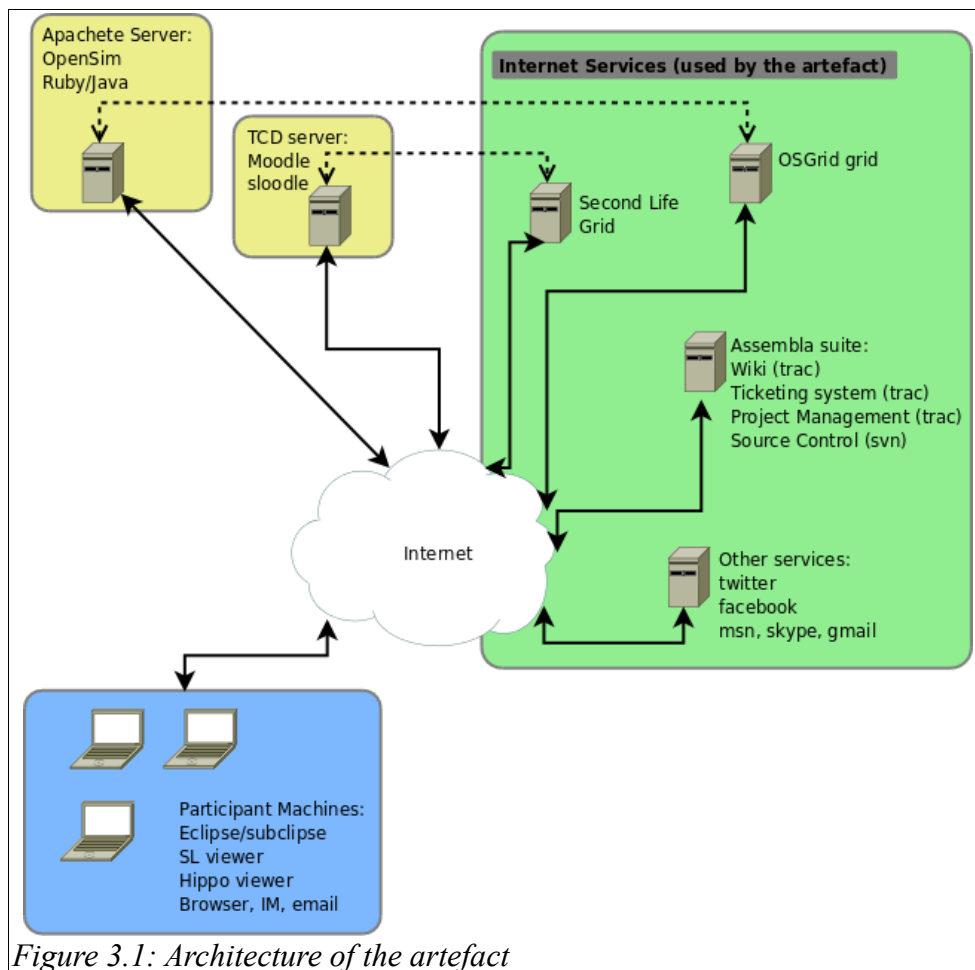 Apachete Server:
OpenSim
Ruby/Java
TCD server:
Moodle
sloodle
Internet Services (used by the artefact)
OSGrid grid
Second Life
Grid
Assembla suite:
Wiki (trac)
Ticketing system (trac)
Project Management (trac)
Source Control (svn)
Internet
Other services:
twitter
facebook
msn, skype, gmail
Participant Machines:
Eclipse/subclipse
SL viewer
Hippo viewer
Browser, IM, email
Figure 3.1: Architecture of the artefact